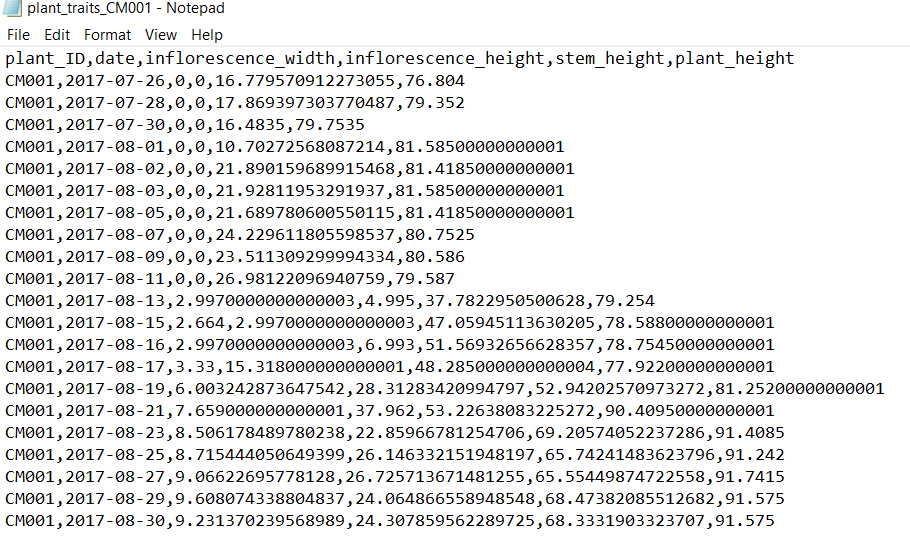 plant_traits_CM001 - Notepad
File Edit Format View Help
plant_ID,date,inflorescence_width,inflorescence_height,stem_height,plant_height
CM001,2017-07-26,0,0,16.779570912273055,76.804
CM001,2017-07-28,0,0,17.869397303770487,79.352
CM001,2017-07-30,0,0,16.4835,79.7535
CM001,2017-08-01,0,0,10.70272568087214,81.58500000000001
CM001,2017-08-02,0,0,21.890159689915468,81.41850000000001
CM001,2017-08-03,0,0,21.92811953291937,81.58500000000001
CM001,2017-08-05,0,0,21.689780600550115,81.41850000000001
CM001,2017-08-07,0,0,24.229611805598537,80.7525
CM001,2017-08-09,0,0,23.511309299994334,80.586
CM001,2017-08-11,0,0,26.98122096940759,79.587
CM001,2017-08-13,2.9970000000000003,4.995,37.7822950500628,79.254
CM001,2017-08-15,2.664,2.9970000000000003,47.05945113630205,78.58800000000001
CM001,2017-08-16,2.9970000000000003,6.993,51.56932656628357,78.75450000000001
CM001,2017-08-17,3.33,15.318000000000001,48.285000000000004,77.92200000000001
CM001,2017-08-19,6.003242873647542,28.31283420994797,52.94202570973272,81.25200000000001
CM001,2017-08-21,7.659000000000001,37.962,53.22638083225272,90.40950000000001
CM001,2017-08-23,8.506178489780238,22.85966781254706,69.20574052237286,91.4085
CM001,2017-08-25,8.715444050649399,26.146332151948197,65.74241483623796,91.242
CM001,2017-08-27,9.06622695778128,26.725713671481255,65.55449874722558,91.7415
CM001,2017-08-29,9.608074338804837,24.064866558948548,68.47382085512682,91.575
CM001,2017-08-30,9.231370239568989,24.307859562289725,68.3331903323707,91.575